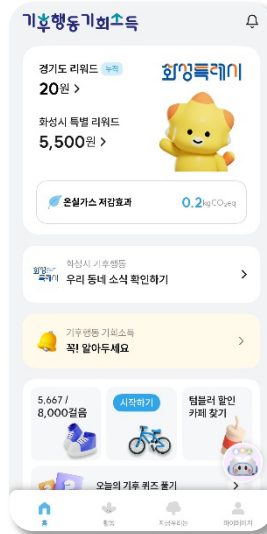 기후행동기회소득
경기도 리워드 누적
20원 >
화성특례시
화성시 특별 리워드
5,500원 >
온실가스 저감효과 0.2kgCO₂eq
화성특례시
화성시 기후행동
우리 동네 소식 확인하기 >
기후행동 기회소득
꼭! 알아두세요 >
5,667 /
8,000걸음
시작하기
텀블러 할인
카페 찾기
오늘의 기후 퀴즈 풀기 >
홈
활동
마이페이지